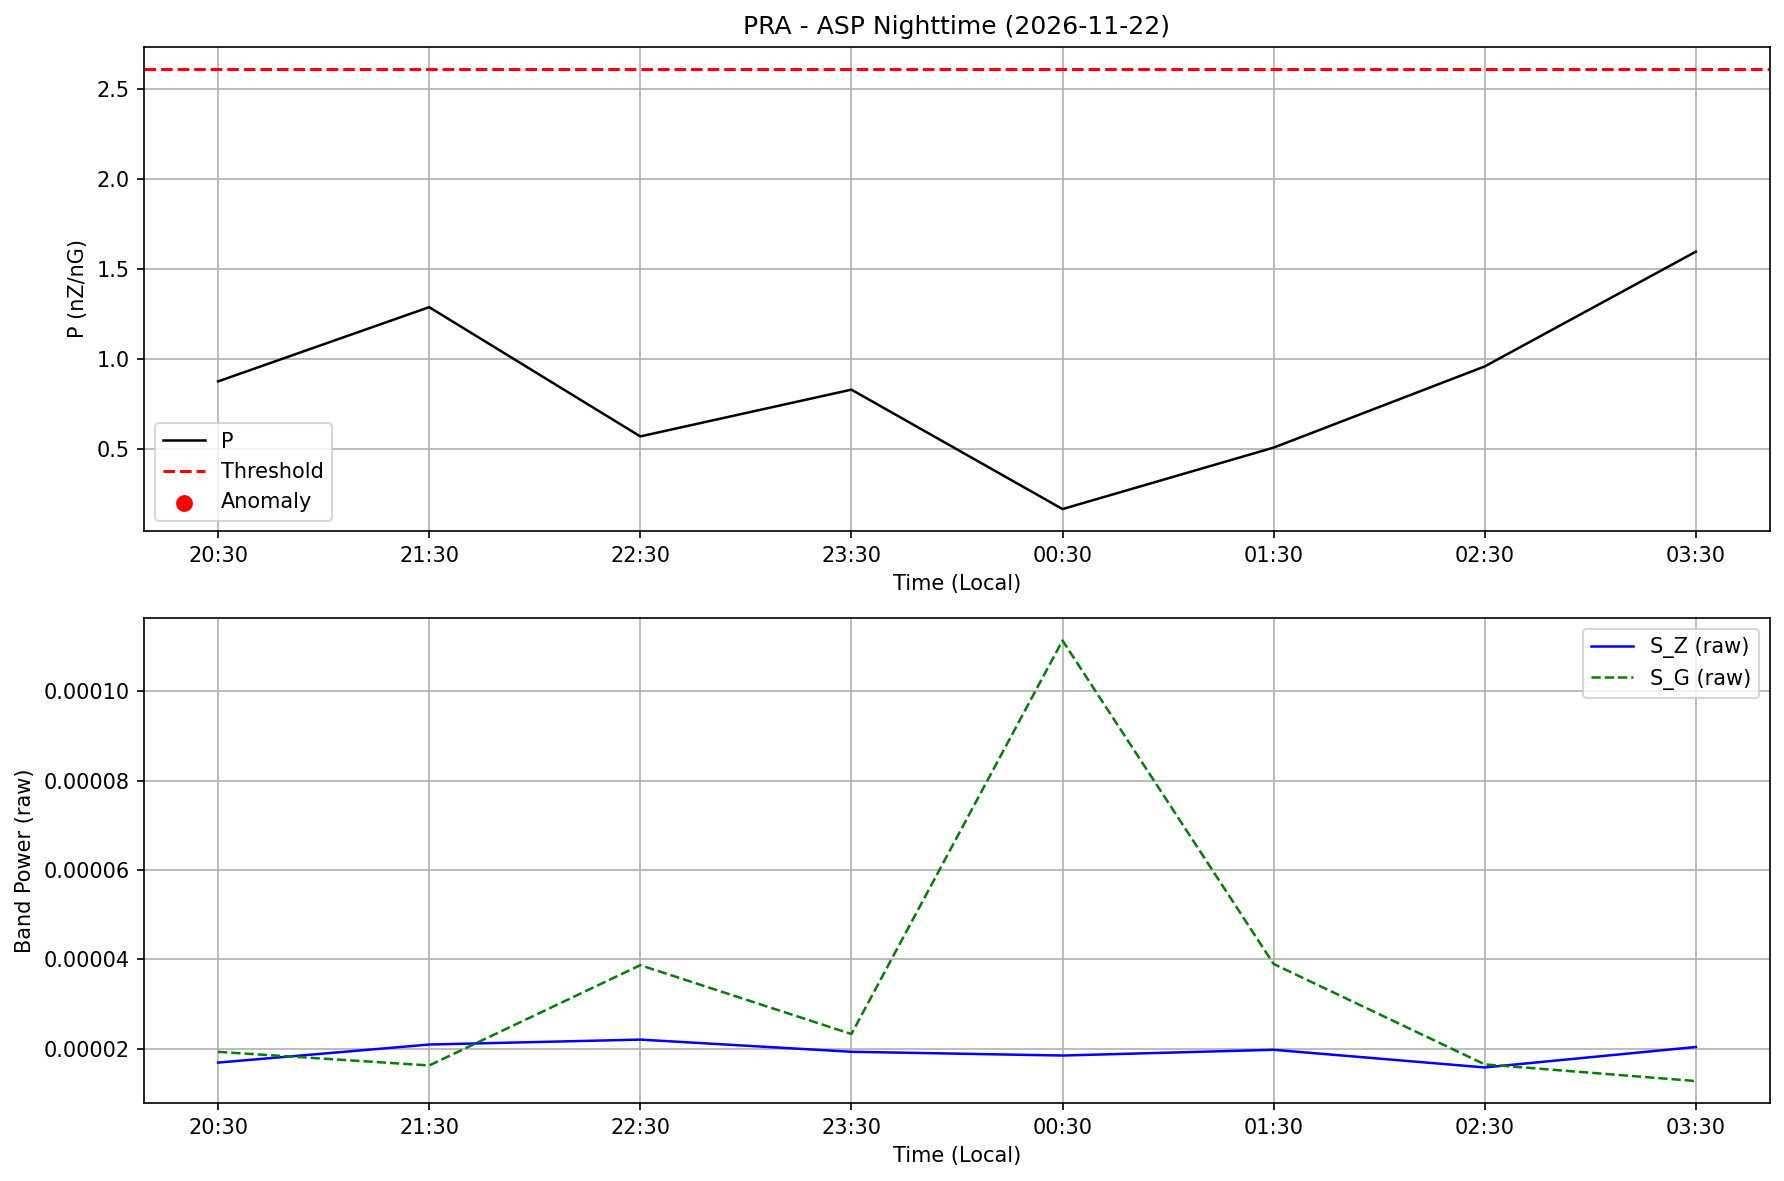 PRA - ASP Nighttime (2026-11-22)
P (nZ/nG)
2.5
2.0
1.5
1.0
0.5
P
Threshold
Anomaly
20:30 21:30 22:30 23:30 00:30 01:30 02:30 03:30
Time (Local)
Band Power (raw)
0.00010
0.00008
0.00006
0.00004
0.00002
S_Z (raw)
S_G (raw)
20:30 21:30 22:30 23:30 00:30 01:30 02:30 03:30
Time (Local)